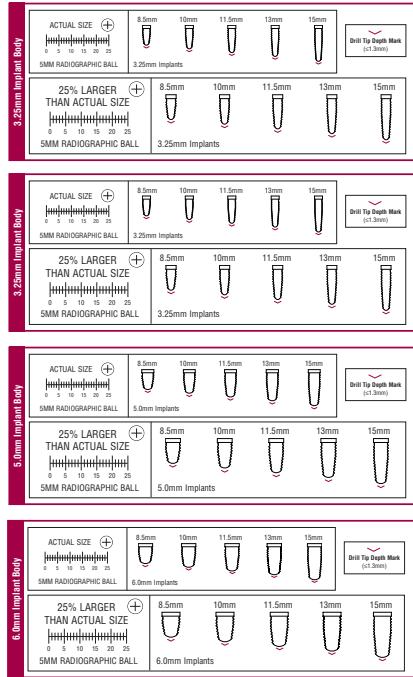 3.25mm Implant Body
ACTUAL SIZE
0 5 10 15 20 25
5MM RADIOGRAPHIC BALL
8.5mm 10mm 11.5mm 13mm 15mm
3.25mm Implants
Drill Tip Depth Mark
(≤1.3mm)
25% LARGER
THAN ACTUAL SIZE
0 5 10 15 20 25
5MM RADIOGRAPHIC BALL
8.5mm 10mm 11.5mm 13mm 15mm
3.25mm Implants
3.25mm Implant Body
ACTUAL SIZE
0 5 10 15 20 25
5MM RADIOGRAPHIC BALL
8.5mm 10mm 11.5mm 13mm 15mm
3.25mm Implants
Drill Tip Depth Mark
(≤1.3mm)
25% LARGER
THAN ACTUAL SIZE
0 5 10 15 20 25
5MM RADIOGRAPHIC BALL
8.5mm 10mm 11.5mm 13mm 15mm
3.25mm Implants
5.0mm Implant Body
ACTUAL SIZE
0 5 10 15 20 25
5MM RADIOGRAPHIC BALL
8.5mm 10mm 11.5mm 13mm 15mm
5.0mm Implants
Drill Tip Depth Mark
(≤1.3mm)
25% LARGER
THAN ACTUAL SIZE
0 5 10 15 20 25
5MM RADIOGRAPHIC BALL
8.5mm 10mm 11.5mm 13mm 15mm
5.0mm Implants
6.0mm Implant Body
ACTUAL SIZE
0 5 10 15 20 25
5MM RADIOGRAPHIC BALL
8.5mm 10mm 11.5mm 13mm 15mm
6.0mm Implants
Drill Tip Depth Mark
(≤1.3mm)
25% LARGER
THAN ACTUAL SIZE
0 5 10 15 20 25
5MM RADIOGRAPHIC BALL
8.5mm 10mm 11.5mm 13mm 15mm
6.0mm Implants